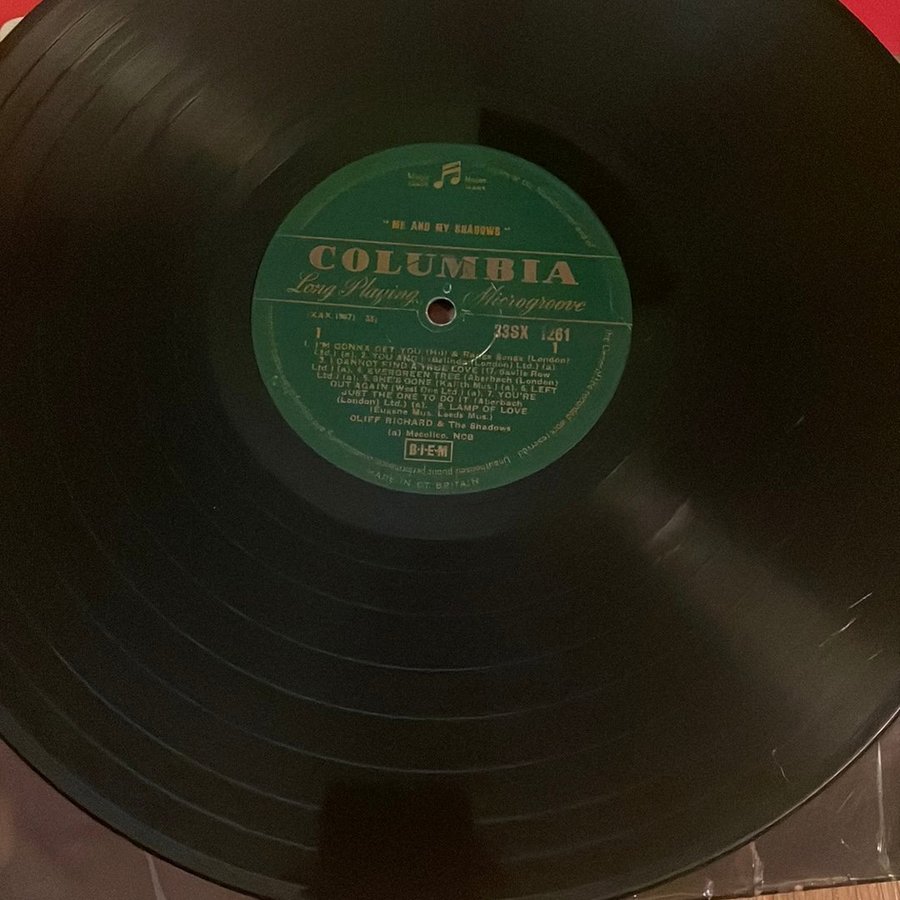 Magic Notes
" ME AND MY SHADOWS "
COLUMBIA
Long Playing Microgroove
33SX 1261
1 1
1. I'M GONNA GET YOU (Hill & Range Songs (London)
Ltd.) (a). 2. YOU AND I (Belinda (London) Ltd.) (a)
3. I CANNOT FIND A TRUE LOVE (17, Savile Row
Ltd.) (a). 4. EVERGREEN TREE (Aberbach (London)
Ltd.) (a). 5. SHE'S GONE (Kalith Mus.) (a). 6. LEFT
OUT AGAIN (West One Ltd.) (a). 7. YOU'RE
JUST THE ONE TO DO IT (Aberbach
(London) Ltd.) (a). 8. LAMP OF LOVE
(Eugene Mus. Leeds Mus.)
CLIFF RICHARD & The Shadows
(a) Mecolico, NCB
B·I·E·M
MADE IN GT. BRITAIN